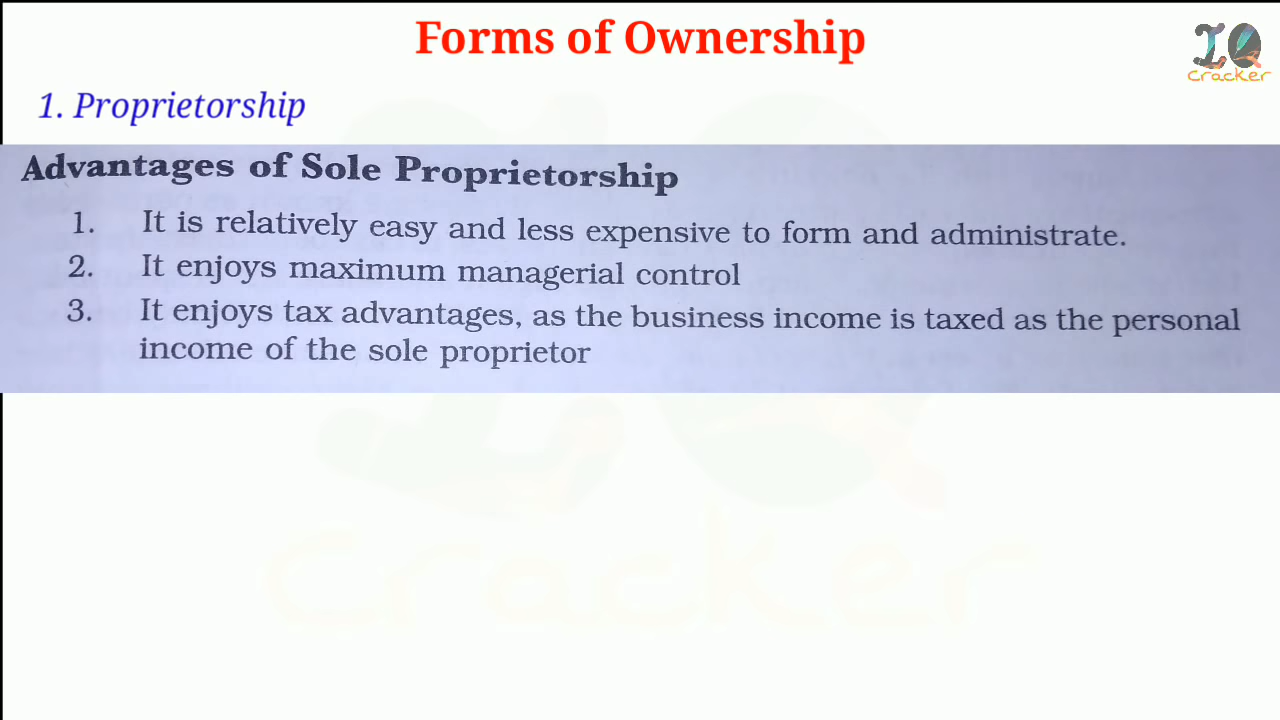 Forms of Ownership
IQ
cracker
1. Proprietorship
Advantages of Sole Proprietorship
1. It is relatively easy and less expensive to form and administrate.
2. It enjoys maximum managerial control
3. It enjoys tax advantages, as the business income is taxed as the personal
income of the sole proprietor
cracker